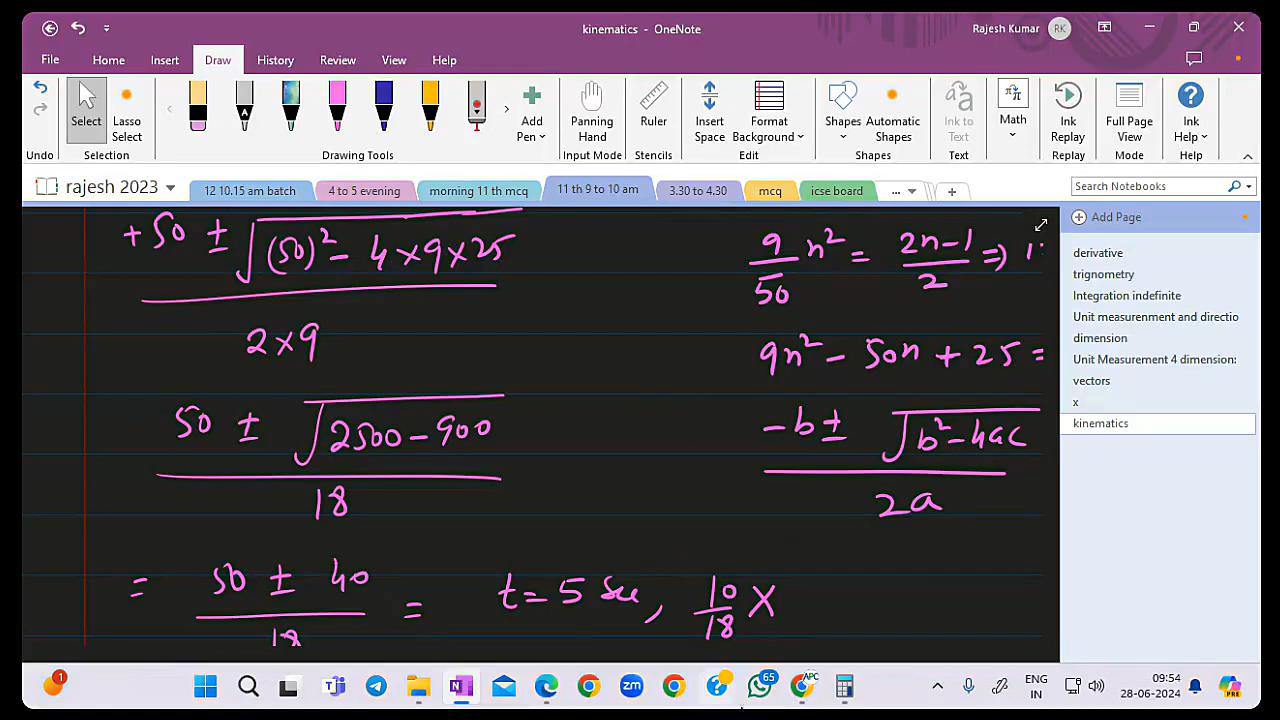 kinematics - OneNote
Rajesh Kumar RK
File Home Insert Draw History Review View Help
Undo
Select
Lasso Select
Selection
Drawing Tools
Add Pen
Panning Hand
Input Mode
Ruler
Stencils
Insert Space
Format Background
Edit
Shapes
Automatic Shapes
Shapes
Ink to Text
Text
Math
Ink Replay
Replay
Full Page View
Mode
Ink Help
Help
rajesh 2023
12 10.15 am batch
4 to 5 evening
morning 11 th mcq
11 th 9 to 10 am
3.30 to 4.30
mcq
icse board
...
Search Notebooks
Add Page
derivative
trignometry
Integration indefinite
Unit measurenment and directio
dimension
Unit Measurement 4 dimension:
vectors
x
kinematics
+50 ± √(50)² - 4×9×25
2×9
50 ± √2500-900
18
= 50 ± 40 =
18
t = 5 Sec, 10/18 X
9/50 n² = 2n-1/2 ⇒
9n² - 50n + 25 =
-b ± √b²-4ac
2a
1
65
APC
ENG
IN
09:54
28-06-2024
PRE